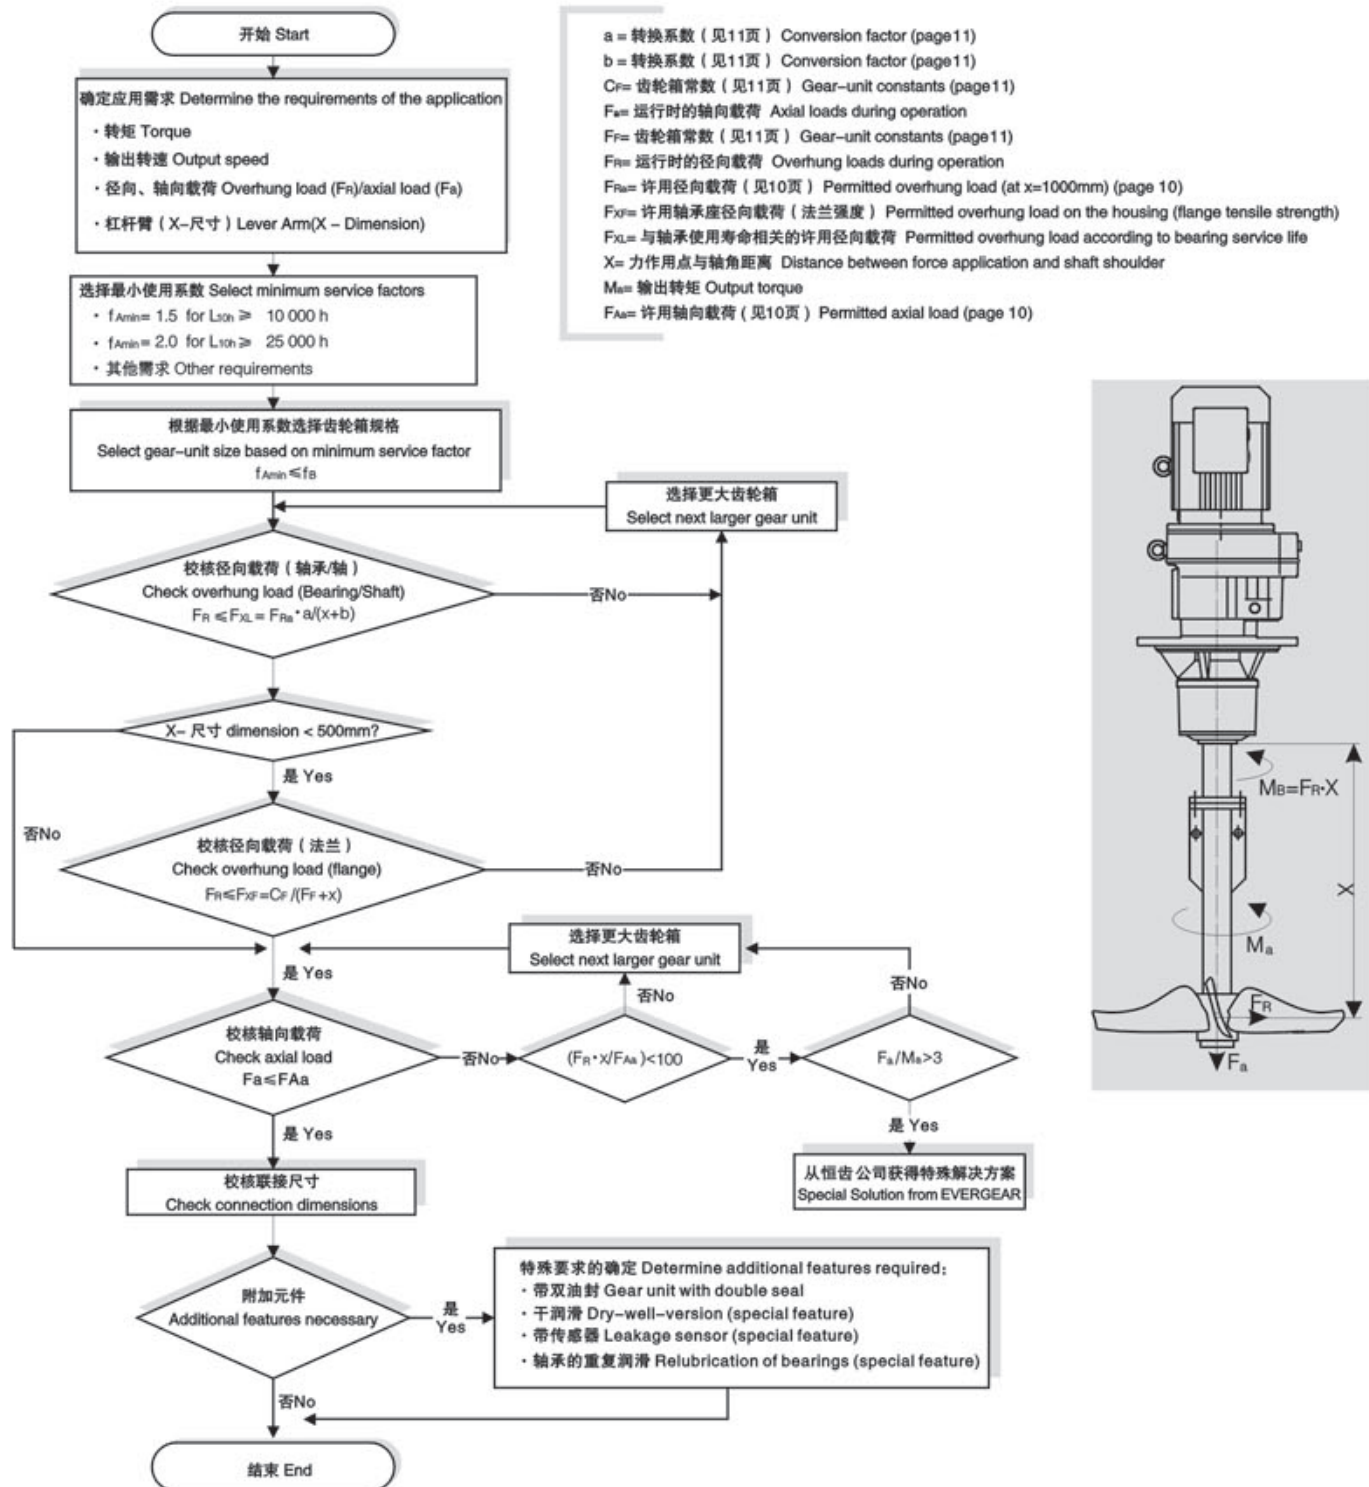 开始 Start
确定应用需求 Determine the requirements of the application
· 转矩 Torque
· 输出转速 Output speed
· 径向、轴向载荷 Overhung load (FR)/axial load (Fa)
· 杠杆臂（X-尺寸）Lever Arm(X - Dimension)
选择最小使用系数 Select minimum service factors
· fAmin= 1.5 for L10h ≥ 10 000 h
· fAmin= 2.0 for L10h ≥ 25 000 h
· 其他需求 Other requirements
根据最小使用系数选择齿轮箱规格
Select gear-unit size based on minimum service factor
fAmin ≤fB
选择更大齿轮箱
Select next larger gear unit
校核径向载荷（轴承/轴）
Check overhung load (Bearing/Shaft)
FR ≤FXL= FRa·a/(x+b)
否No
X- 尺寸 dimension < 500mm?
是 Yes
否No
校核径向载荷（法兰）
Check overhung load (flange)
FR≤FXF=CF/(FF+x)
否No
选择更大齿轮箱
Select next larger gear unit
是 Yes
否No
否No
校核轴向载荷
Check axial load
Fa≤FAa
否No
(FR·x/FAa)<100
是
Yes
Fa/Ma>3
是 Yes
是 Yes
从恒齿公司获得特殊解决方案
Special Solution from EVERGEAR
校核联接尺寸
Check connection dimensions
附加元件
Additional features necessary
是
Yes
特殊要求的确定 Determine additional features required:
· 带双油封 Gear unit with double seal
· 干润滑 Dry-well-version (special feature)
· 带传感器 Leakage sensor (special feature)
· 轴承的重复润滑 Relubrication of bearings (special feature)
否No
结束 End
a = 转换系数（见11页）Conversion factor (page11)
b = 转换系数（见11页）Conversion factor (page11)
CF= 齿轮箱常数（见11页）Gear-unit constants (page11)
Fa= 运行时的轴向载荷 Axial loads during operation
FF= 齿轮箱常数（见11页）Gear-unit constants (page11)
FR= 运行时的径向载荷 Overhung loads during operation
FRa= 许用径向载荷（见10页）Permitted overhung load (at x=1000mm) (page 10)
FXF= 许用轴承座径向载荷（法兰强度）Permitted overhung load on the housing (flange tensile strength)
FXL= 与轴承使用寿命相关的许用径向载荷 Permitted overhung load according to bearing service life
X= 力作用点与轴角距离 Distance between force application and shaft shoulder
Ma= 输出转矩 Output torque
FAa= 许用轴向载荷（见10页）Permitted axial load (page 10)
MB=FR·X
X
Ma
FR
Fa